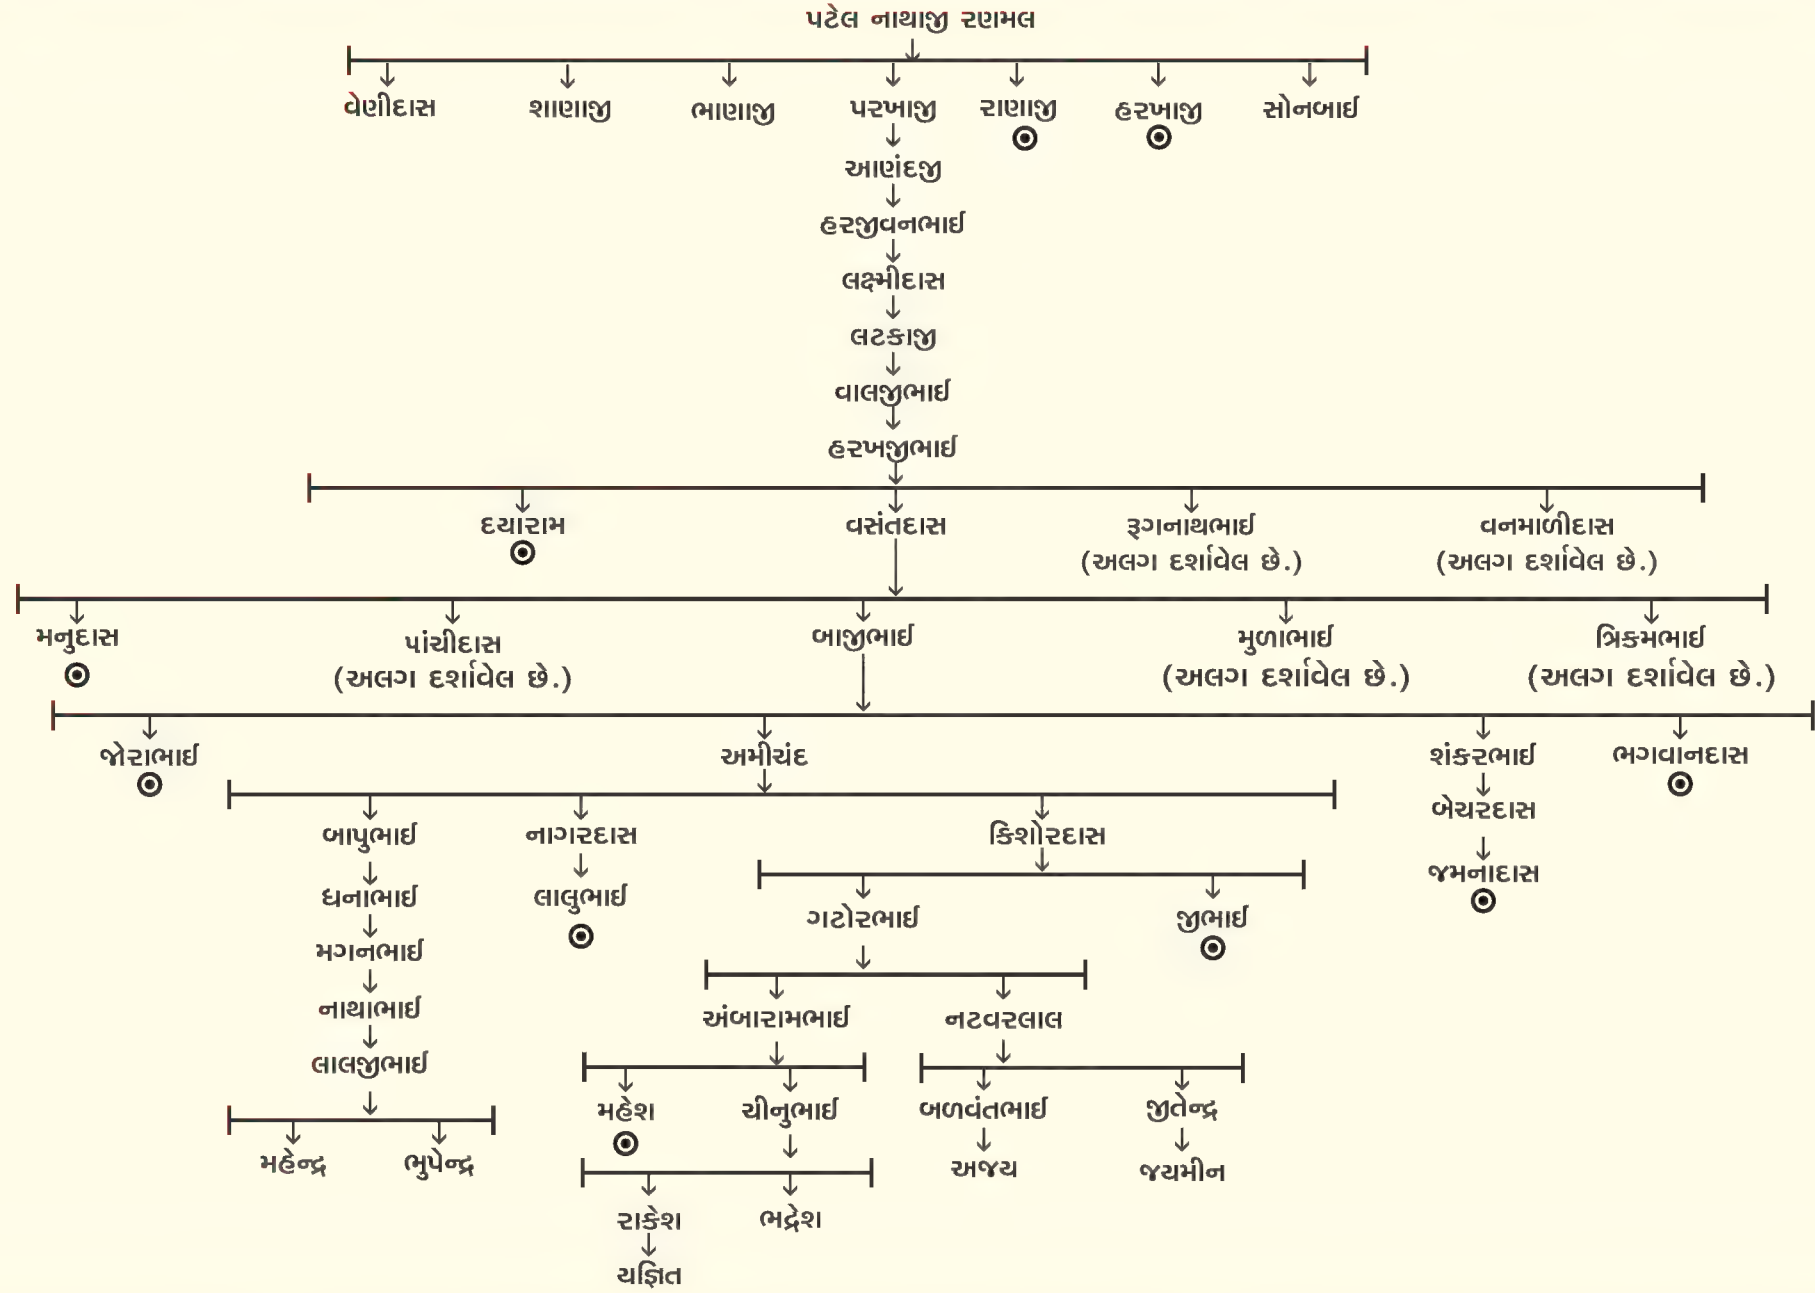 પટેલ નાથાજી રણમલ
વેણીદાસ શાણાજી ભાણાજી પરખાજી રાણાજી હરખાજી સોનબાઈ
આણંદજી
હરજીવનભાઈ
લક્ષ્મીદાસ
લટકાજી
વાલજીભાઈ
હરખજીભાઈ
દયારામ વસંતદાસ રૂગનાથભાઈ વનમાળીદાસ
(અલગ દર્શાવેલ છે.) (અલગ દર્શાવેલ છે.)
મનુદાસ પાંચીદાસ બાજીભાઈ મુળાભાઈ ત્રિકમભાઈ
(અલગ દર્શાવેલ છે.) (અલગ દર્શાવેલ છે.) (અલગ દર્શાવેલ છે.)
જોરાભાઈ અમીચંદ શંકરભાઈ ભગવાનદાસ
બેચરદાસ
બાપુભાઈ નાગરદાસ કિશોરદાસ
જમનાદાસ
ધનાભાઈ લાલુભાઈ
ગટોરભાઈ જીભાઈ
મગનભાઈ
નાથાભાઈ
અંબારામભાઈ નટવરલાલ
લાલજીભાઈ
મહેશ ચીનુભાઈ બળવંતભાઈ જીતેન્દ્ર
મહેન્દ્ર ભુપેન્દ્ર
અજય જયમીન
રાકેશ ભદ્રેશ
યજ્ઞિત